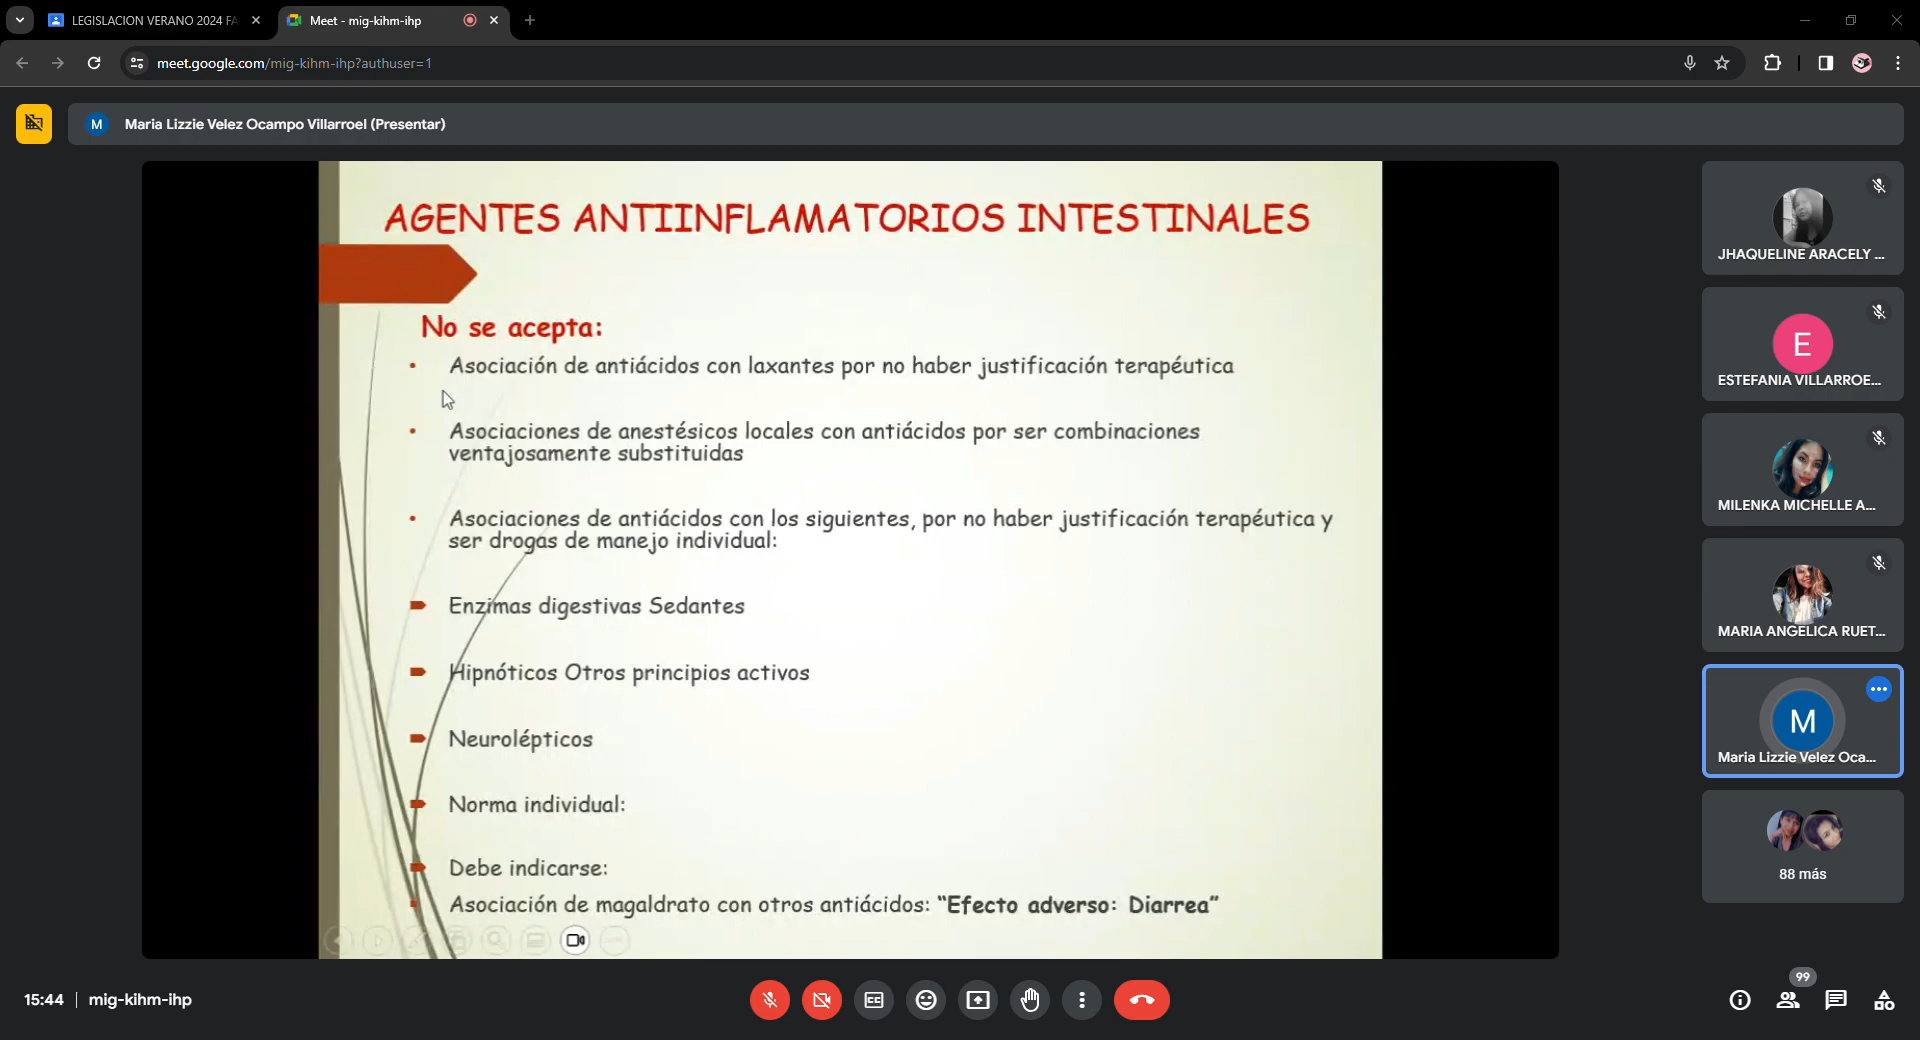 LEGISLACION VERANO 2024 FA
Meet - mig-kihm-ihp
meet.google.com/mig-kihm-ihp?authuser=1
M
Maria Lizzie Velez Ocampo Villarroel (Presentar)
AGENTES ANTIINFLAMATORIOS INTESTINALES
No se acepta:
• Asociación de antiácidos con laxantes por no haber justificación terapéutica
• Asociaciones de anestésicos locales con antiácidos por ser combinaciones
ventajosamente substituidas
• Asociaciones de antiácidos con los siguientes, por no haber justificación terapéutica y
ser drogas de manejo individual:
Enzimas digestivas Sedantes
Hipnóticos Otros principios activos
Neurolépticos
Norma individual:
Debe indicarse:
Asociación de magaldrato con otros antiácidos: “Efecto adverso: Diarrea”
JHAQUELINE ARACELY ...
E
ESTEFANIA VILLARROE...
MILENKA MICHELLE A...
MARIA ANGELICA RUET...
M
Maria Lizzie Velez Oca...
88 más
15:44 | mig-kihm-ihp
CC
99